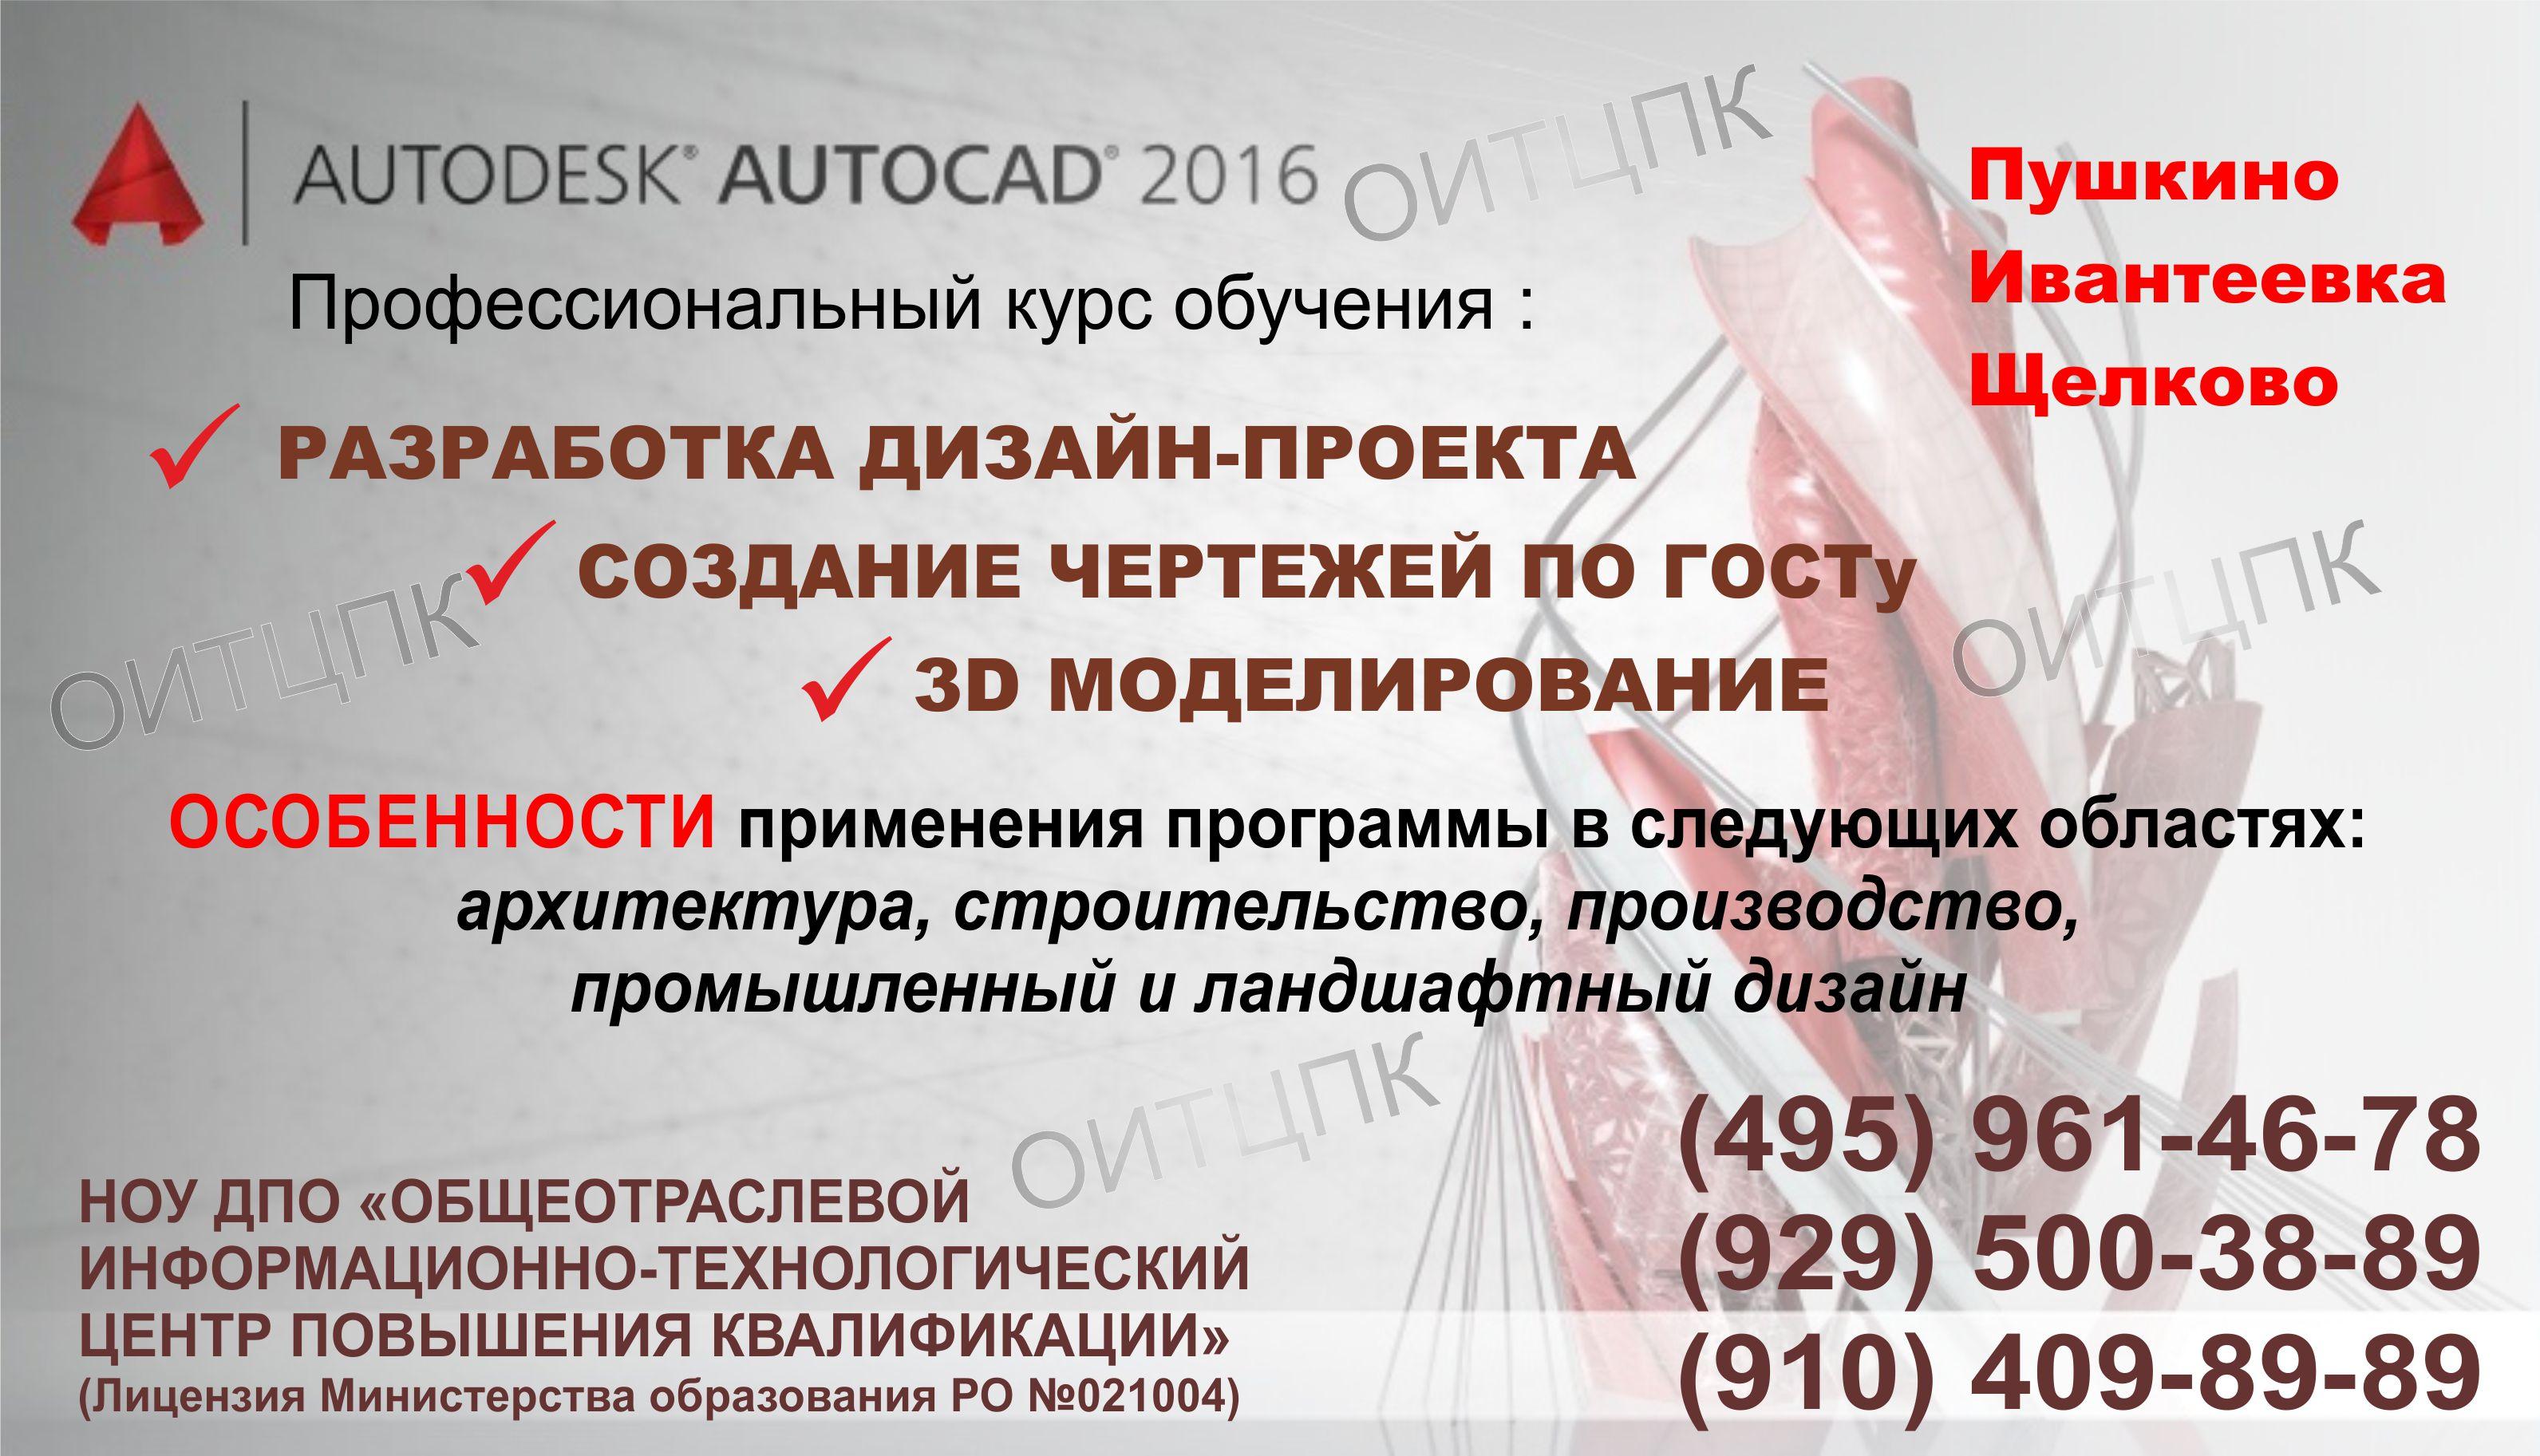 AUTODESK® AUTOCAD® 2016
ОИТЦПК
Пушкино
Ивантеевка
Щелково
Профессиональный курс обучения :
РАЗРАБОТКА ДИЗАЙН-ПРОЕКТА
СОЗДАНИЕ ЧЕРТЕЖЕЙ ПО ГОСТу
3D МОДЕЛИРОВАНИЕ
ОИТЦПК
ОИТЦПК
ОСОБЕННОСТИ применения программы в следующих областях:
архитектура, строительство, производство,
промышленный и ландшафтный дизайн
ОИТЦПК
НОУ ДПО «ОБЩЕОТРАСЛЕВОЙ
ИНФОРМАЦИОННО-ТЕХНОЛОГИЧЕСКИЙ
ЦЕНТР ПОВЫШЕНИЯ КВАЛИФИКАЦИИ»
(Лицензия Министерства образования РО №021004)
(495) 961-46-78
(929) 500-38-89
(910) 409-89-89